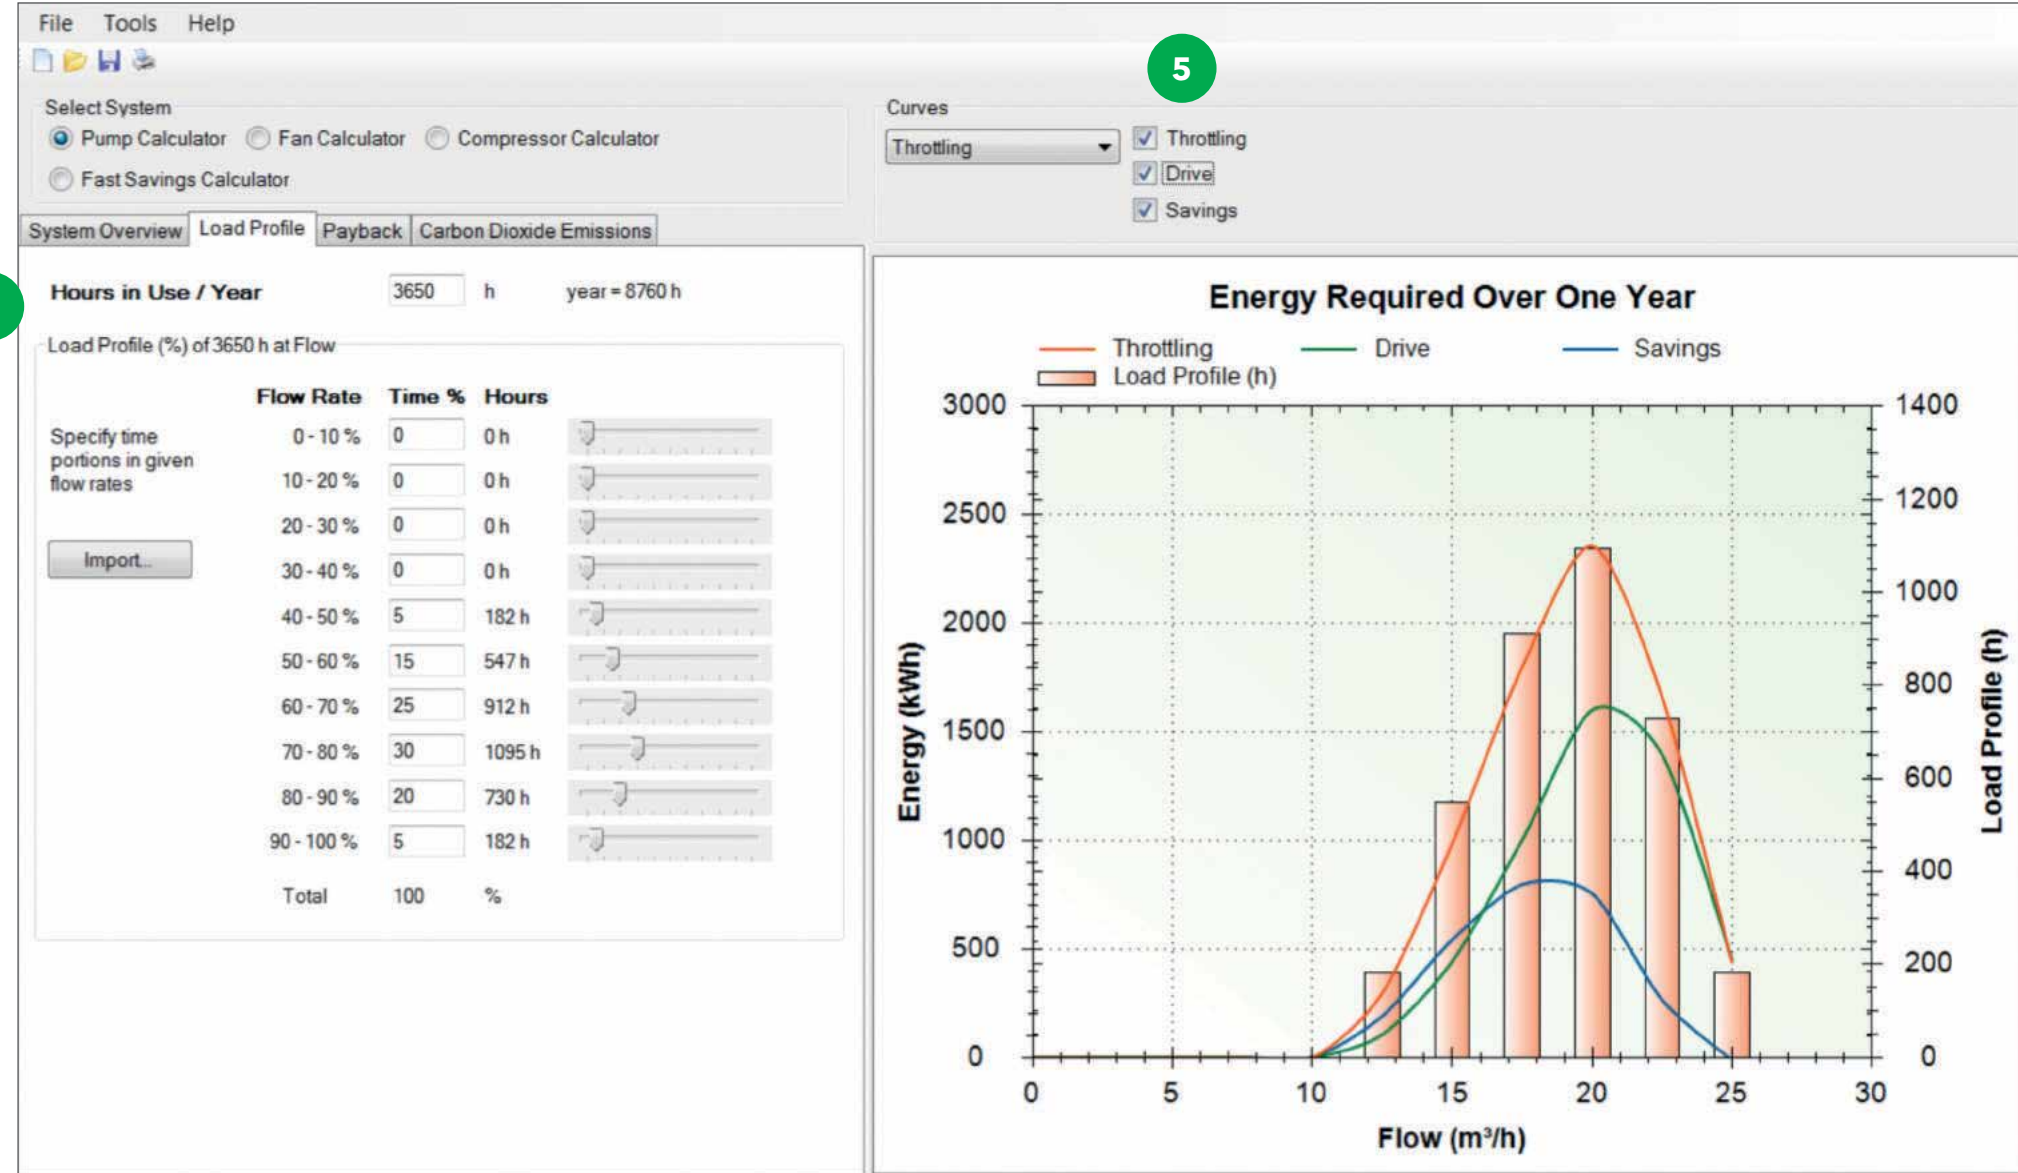 File Tools Help
5
Select System
Pump Calculator Fan Calculator Compressor Calculator
Fast Savings Calculator
Curves
Throttling
Throttling
Drive
Savings
System Overview Load Profile Payback Carbon Dioxide Emissions
Hours in Use / Year 3650 h year = 8760 h
Load Profile (%) of 3650 h at Flow
Flow Rate Time % Hours
Specify time
portions in given
flow rates
Import...
0 - 10 % 0 0 h
10 - 20 % 0 0 h
20 - 30 % 0 0 h
30 - 40 % 0 0 h
40 - 50 % 5 182 h
50 - 60 % 15 547 h
60 - 70 % 25 912 h
70 - 80 % 30 1095 h
80 - 90 % 20 730 h
90 - 100 % 5 182 h
Total 100 %
Energy Required Over One Year
Throttling Drive Savings
Load Profile (h)
3000
2500
2000
1500
1000
500
0
Energy (kWh)
1400
1200
1000
800
600
400
200
0
Load Profile (h)
0 5 10 15 20 25 30
Flow (m³/h)